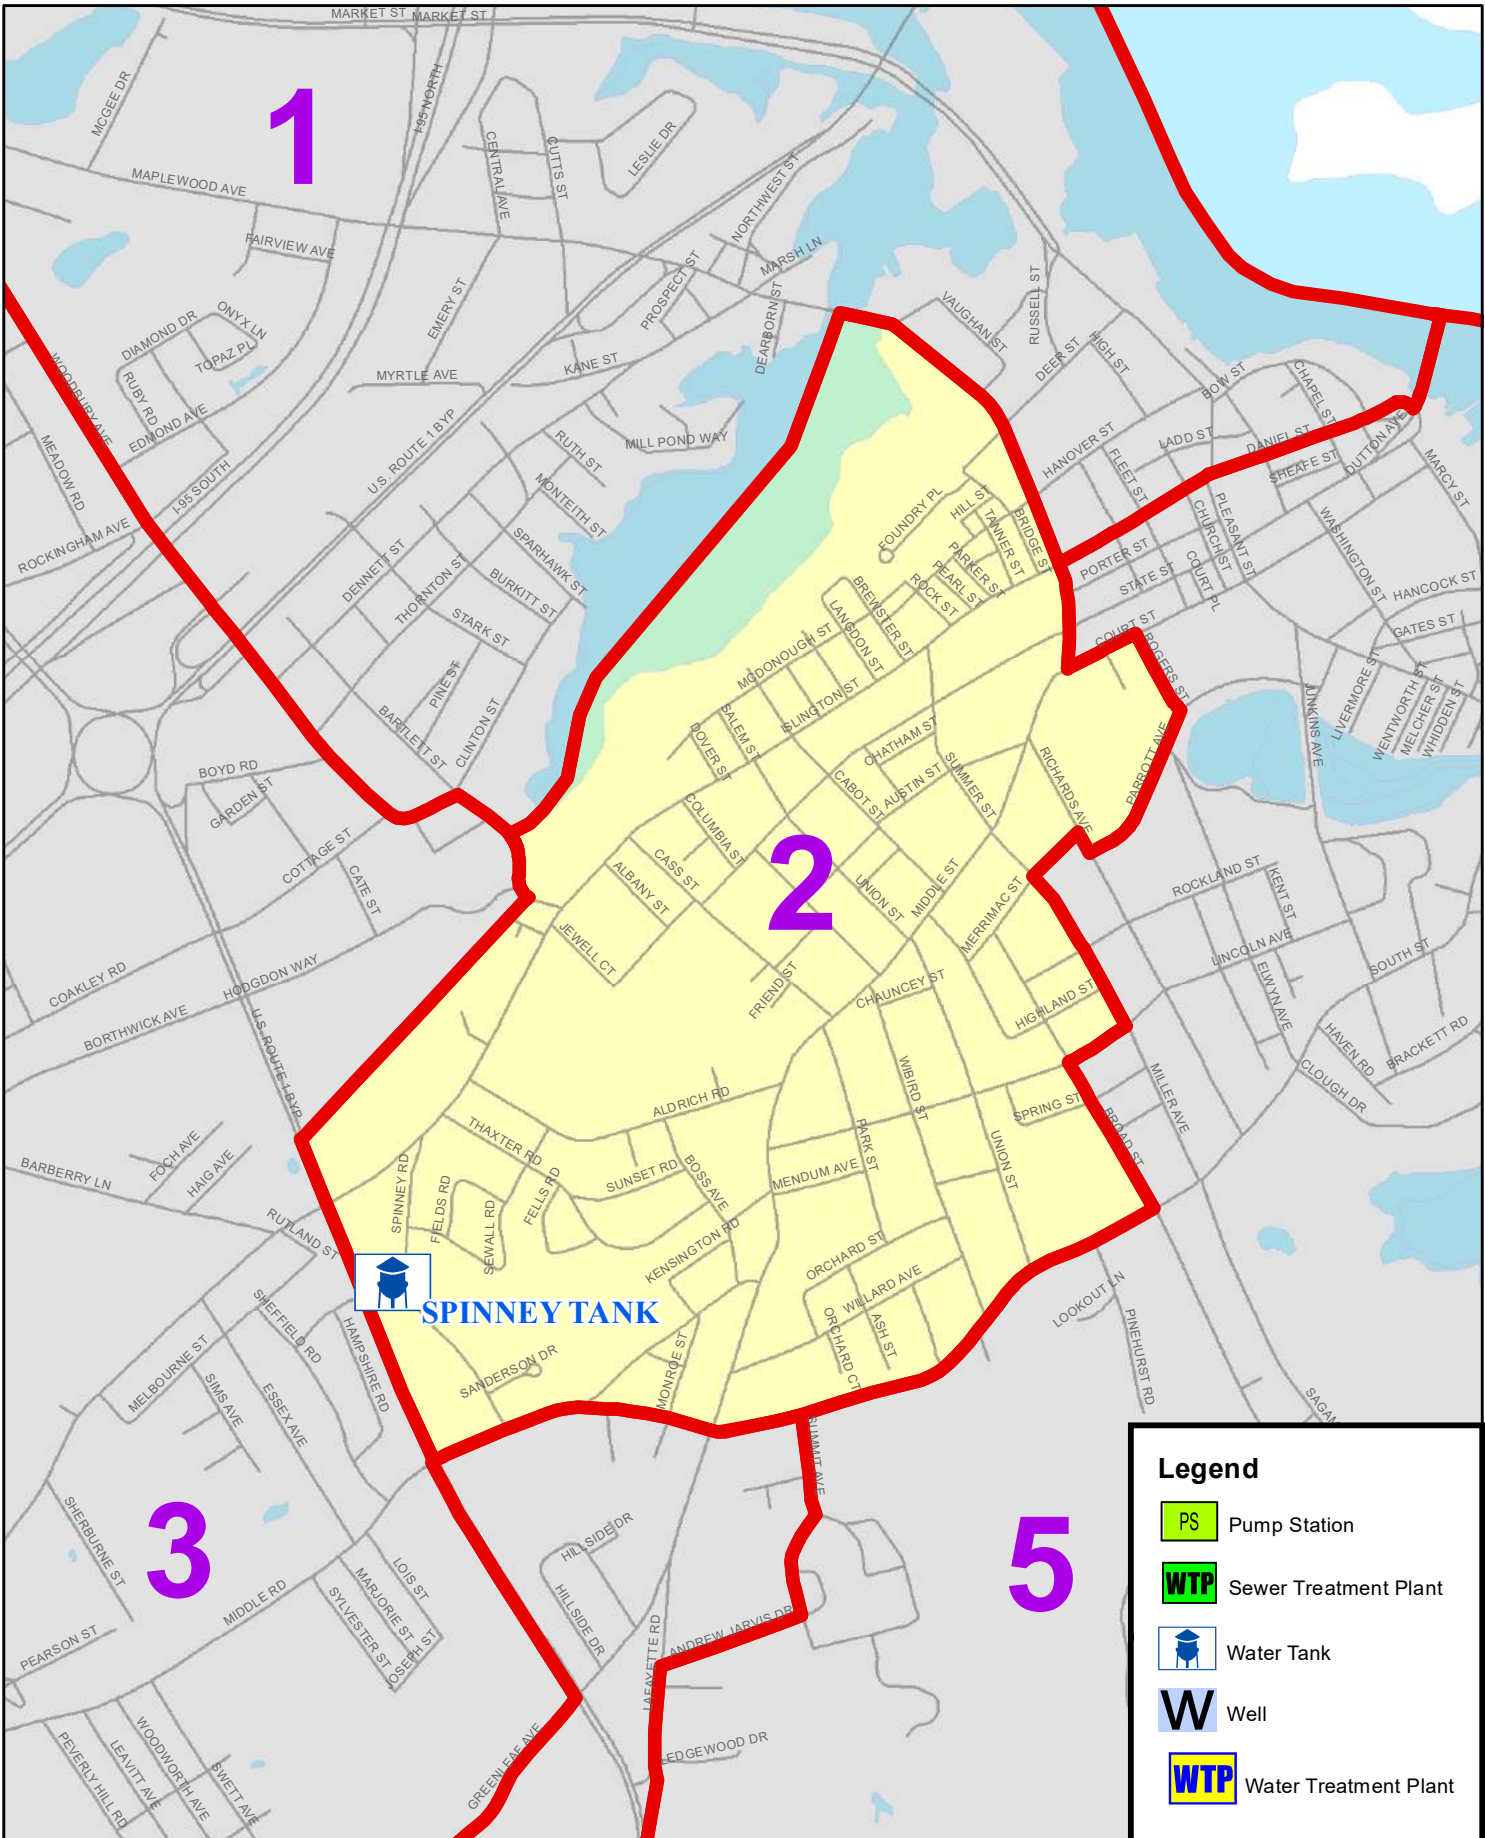 MARKET ST
MARKET ST
MCGEE DR
1
I-95 NORTH
CENTRAL AVE
CUTTS ST
LESLIE DR
MAPLEWOOD AVE
NORTHWEST ST
FAIRVIEW AVE
MARSH LN
PROSPECT ST
DEARBORN ST
EMERY ST
ONYX LN
DIAMOND DR
TOPAZ PL
RUBY RD
EDMOND AVE
WOODBURY AVE
MYRTLE AVE
KANE ST
VAUGHAN ST
RUSSELL ST
DEER ST
HIGH ST
BOW ST
CHAPEL ST
MEADOW RD
I-95 SOUTH
U.S. ROUTE 1 BYP
RUTH ST
MILL POND WAY
MONTEITH ST
HANOVER ST
LADD ST
DANIEL ST
FLEET ST
SHEAFE ST
DUTTON AVE
MARCY ST
ROCKINGHAM AVE
DENNETT ST
THORNTON ST
SPARHAWK ST
BURKITT ST
STARK ST
FOUNDRY PL
HILL ST
TANNER ST
BRIDGE ST
PARKER ST
PEARL ST
ROCK ST
BREWSTER ST
LANGDON ST
MCDONOUGH ST
ISLINGTON ST
PORTER ST
STATE ST
CHURCH ST
PLEASANT ST
COURT PL
COURT ST
ROGERS ST
WASHINGTON ST
HANCOCK ST
GATES ST
PINE ST
BARTLETT ST
CLINTON ST
SALEM ST
DOVER ST
CHATHAM ST
CABOT ST
AUSTIN ST
SUMMER ST
RICHARDS AVE
PARROTT AVE
JUNKINS AVE
LIVERMORE ST
WENTWORTH ST
MELCHER ST
WHIDDEN ST
BOYD RD
GARDEN ST
COTTAGE ST
CATE ST
COLUMBIA ST
CASS ST
ALBANY ST
2
UNION ST
MIDDLE ST
MERRIMAC ST
ROCKLAND ST
KENT ST
LINCOLN AVE
ELWYN AVE
SOUTH ST
JEWELL CT
FRIEND ST
CHAUNCEY ST
HIGHLAND ST
COAKLEY RD
HODGDON WAY
BORTHWICK AVE
U.S. ROUTE 1 BYP
HAVEN RD
BRACKETT RD
CLOUGH DR
MILLER AVE
BROAD ST
WIBIRD ST
SPRING ST
UNION ST
PARK ST
ALDRICH RD
THAXTER RD
SUNSET RD
BOSS AVE
MENDUM AVE
BARBERRY LN
FOCH AVE
HAIG AVE
RUTLAND ST
SPINNEY RD
FIELDS RD
SEWALL RD
FELLS RD
KENSINGTON RD
ORCHARD ST
WILLARD AVE
ORCHARD CT
ASH ST
SPINNEY TANK
LOOKOUT LN
PINEHURST RD
SHEFFIELD RD
HAMPSHIRE RD
MELBOURNE ST
SIMS AVE
ESSEX AVE
SANDERSON DR
MONROE ST
SUMMIT AVE
SAGAM
3
SHERBURNE ST
MIDDLE RD
LOIS ST
MARJORIE ST
SYLVESTER ST
JOSEPH ST
PEARSON ST
HILLSIDE DR
HILLSIDE DR
LAFAYETTE RD
ANDREW JARVIS DR
5
EDGEWOOD DR
GREENLEAF AVE
PEVERLY HILL RD
LEAVITT AVE
WOODWORTH AVE
SWETT AVE
Legend
PS Pump Station
WTP Sewer Treatment Plant
Water Tank
W Well
WTP Water Treatment Plant